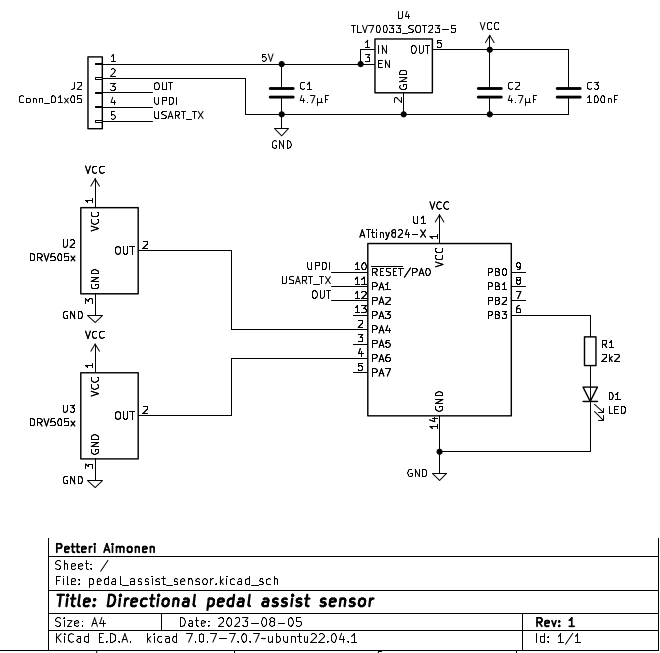 U4
TLV70033_SOT23-5
VCC
1 IN OUT 5
3 EN
GND
2
5V
J2
Conn_01x05
1
2
3 OUT
4 UPDI
5 USART_TX
C1
4.7µF
C2
4.7µF
C3
100nF
GND
VCC
1
VCC
U2
DRV505x
OUT 2
GND
3
GND
VCC
1
VCC
U3
DRV505x
OUT 2
GND
3
GND
VCC
U1
ATtiny824-X
1
VCC
UPDI 10 RESET/PA0
USART_TX 11 PA1
OUT 12 PA2
13 PA3
2 PA4
3 PA5
4 PA6
5 PA7
PB0 9
PB1 8
PB2 7
PB3 6
GND
14
GND
R1
2k2
D1
LED
Petteri Aimonen
Sheet: /
File: pedal_assist_sensor.kicad_sch
Title: Directional pedal assist sensor
Size: A4 Date: 2023-08-05 Rev: 1
KiCad E.D.A. kicad 7.0.7-7.0.7~ubuntu22.04.1 Id: 1/1